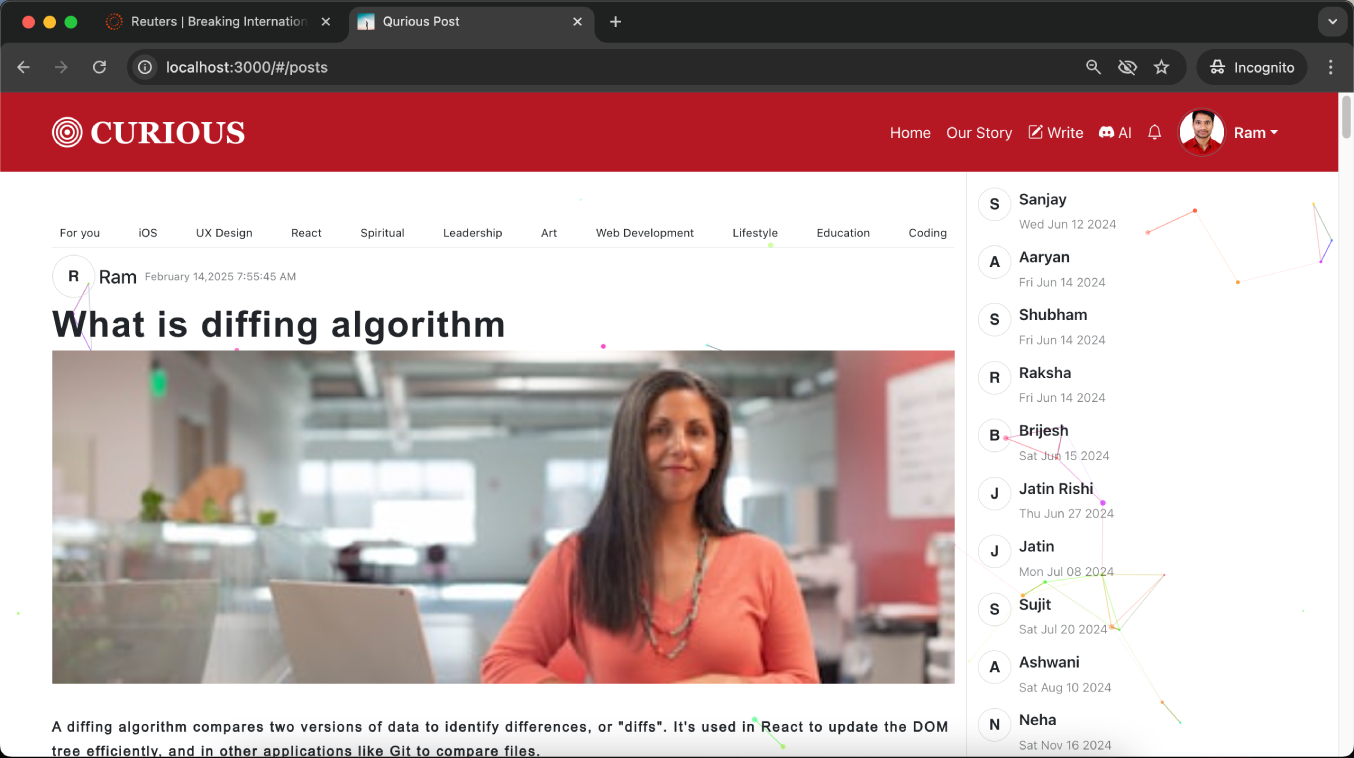 Reuters | Breaking Internation
Qurious Post
localhost:3000/#/posts
Incognito
CURIOUS
Home Our Story Write AI Ram
For you iOS UX Design React Spiritual Leadership Art Web Development Lifestyle Education Coding
R Ram February 14,2025 7:55:45 AM
What is diffing algorithm
A diffing algorithm compares two versions of data to identify differences, or "diffs". It's used in React to update the DOM
tree efficiently, and in other applications like Git to compare files.
S Sanjay
Wed Jun 12 2024
A Aaryan
Fri Jun 14 2024
S Shubham
Fri Jun 14 2024
R Raksha
Fri Jun 14 2024
B Brijesh
Sat Jun 15 2024
J Jatin Rishi
Thu Jun 27 2024
J Jatin
Mon Jul 08 2024
S Sujit
Sat Jul 20 2024
A Ashwani
Sat Aug 10 2024
N Neha
Sat Nov 16 2024